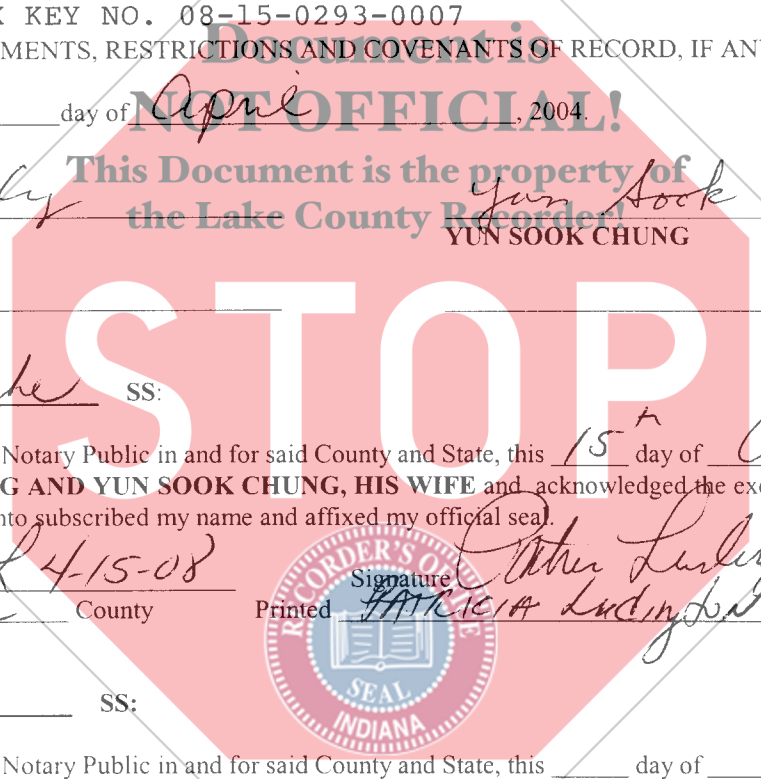 KEY NO. 08-15-0293-0007
MENTS, RESTRICTIONS AND COVENANTS OF RECORD, IF ANY
Document is
day of April, 2004.
NOT OFFICIAL!
This Document is the property of
the Lake County Recorder!
Yun Sook
YUN SOOK CHUNG
STOP
SS:
Notary Public in and for said County and State, this 15th day of
G AND YUN SOOK CHUNG, HIS WIFE and acknowledged the exe
nto subscribed my name and affixed my official seal.
4-15-08
Signature
County Printed PATRICIA Ludington
RECORDER'S OFFICE
SEAL
INDIANA
SS:
Notary Public in and for said County and State, this day of